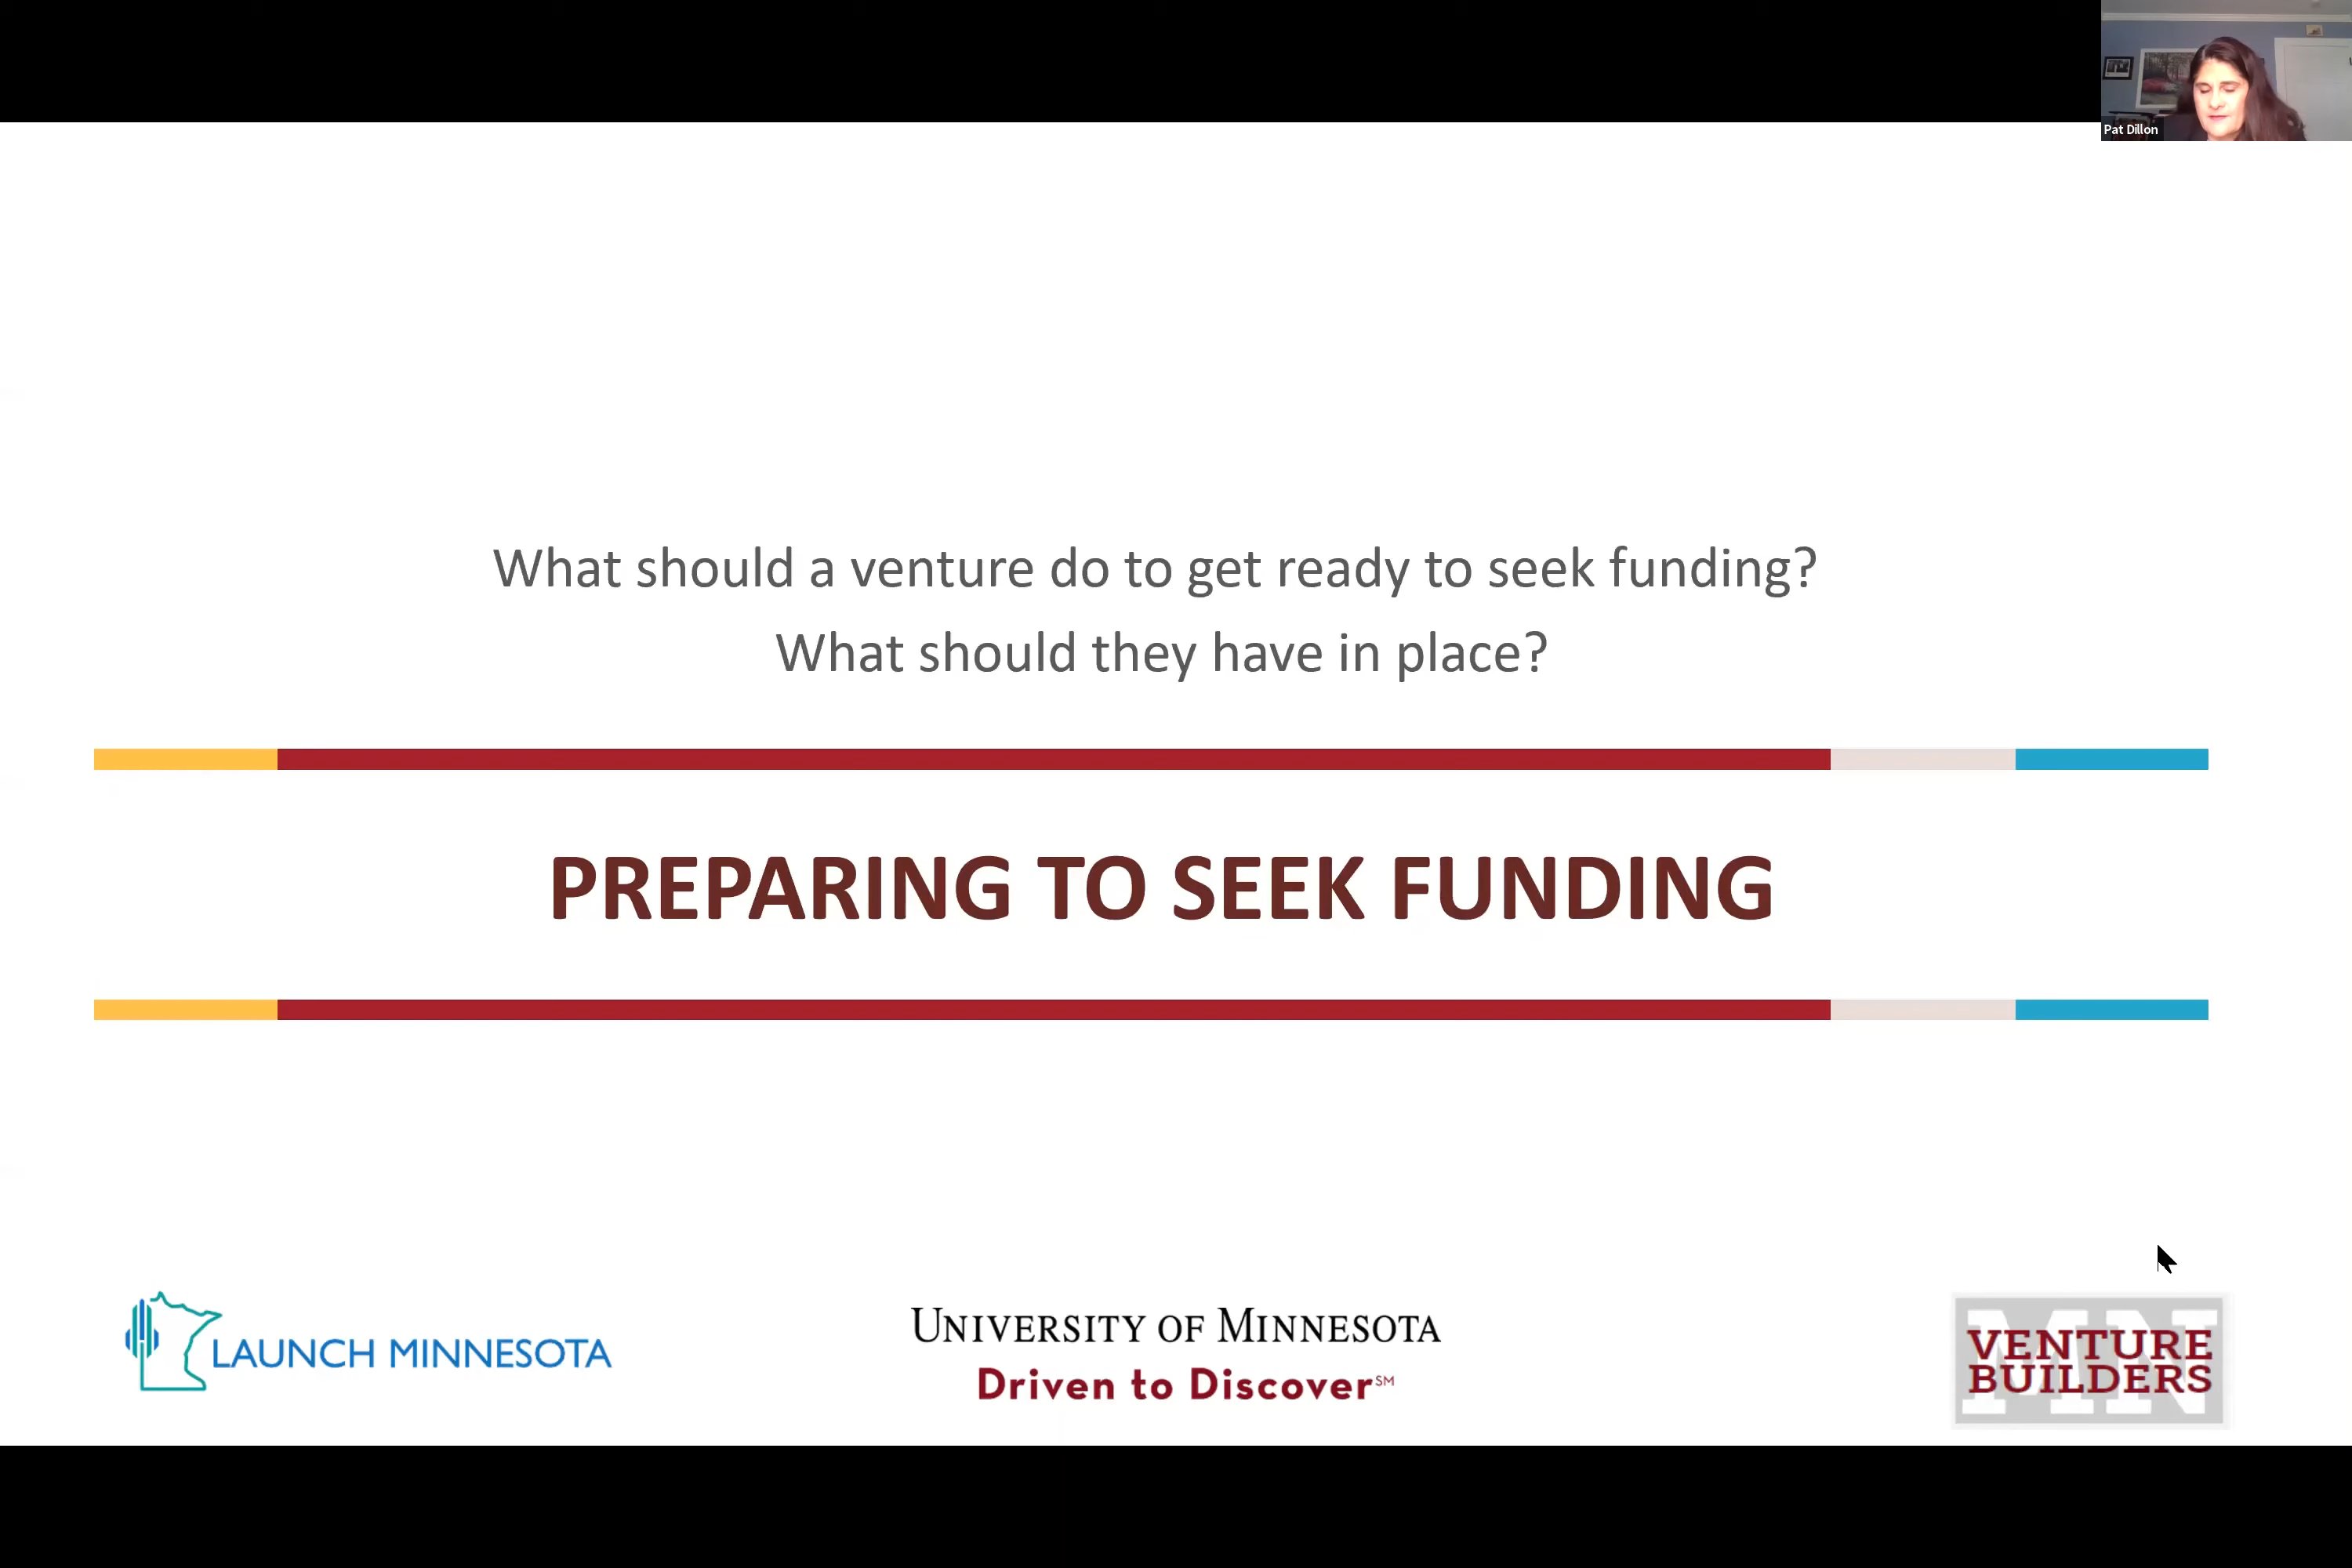 Pat Dillon
What should a venture do to get ready to seek funding?
What should they have in place?
PREPARING TO SEEK FUNDING
LAUNCH MINNESOTA
UNIVERSITY OF MINNESOTA
Driven to Discover℠
MN
VENTURE
BUILDERS